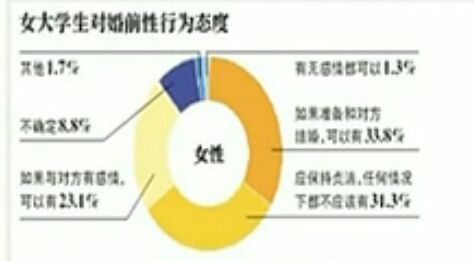 女大学生对婚前性行为态度
其他1.7%
有无感情都可以1.3%
不确定8.8%
如果准备和对方
结婚,可以有33.8%
女性
如果与对方有感情,
可以有23.1%
应保持贞洁,任何情况
下都不应该有31.3%